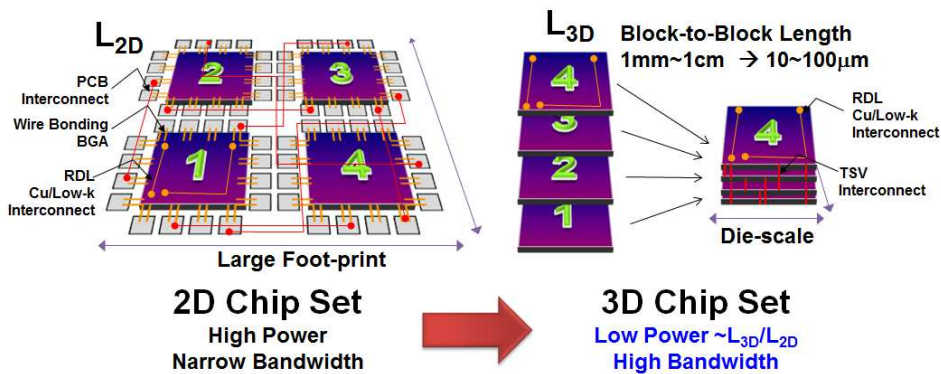 L2D
PCB
Interconnect
Wire Bonding
BGA
RDL
Cu/Low-k
Interconnect
2
3
1
4
Large Foot-print
2D Chip Set
High Power
Narrow Bandwidth
L3D
Block-to-Block Length
1mm~1cm → 10~100μm
4
3
2
1
4
RDL
Cu/Low-k
Interconnect
TSV
Interconnect
Die-scale
3D Chip Set
Low Power ~L3D/L2D
High Bandwidth